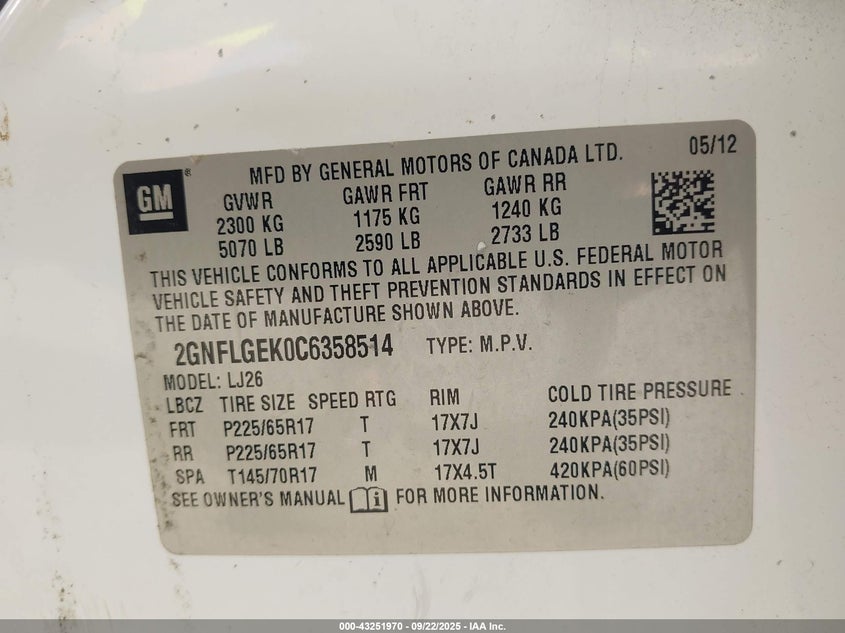 GM
®
MFD BY GENERAL MOTORS OF CANADA LTD. 05/12
GVWR GAWR FRT GAWR RR
2300 KG 1175 KG 1240 KG
5070 LB 2590 LB 2733 LB
THIS VEHICLE CONFORMS TO ALL APPLICABLE U.S. FEDERAL MOTOR
VEHICLE SAFETY AND THEFT PREVENTION STANDARDS IN EFFECT ON
THE DATE OF MANUFACTURE SHOWN ABOVE.
2GNFLGEK0C6358514 TYPE: M.P.V.
MODEL: LJ26
LBCZ TIRE SIZE SPEED RTG RIM COLD TIRE PRESSURE
FRT P225/65R17 T 17X7J 240KPA(35PSI)
RR P225/65R17 T 17X7J 240KPA(35PSI)
SPA T145/70R17 M 17X4.5T 420KPA(60PSI)
SEE OWNER'S MANUAL FOR MORE INFORMATION.
000-43251970 - 09/22/2025 - IAA Inc.